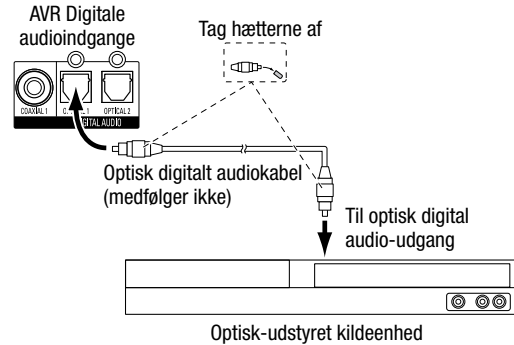 AVR Digitale
audioindgange
Tag hætterne af
COAXIAL 1
OPTICAL 2
DIGITAL AUDIO
Optisk digitalt audiokabel
(medfølger ikke)
Til optisk digital
audio-udgang
Optisk-udstyret kildeenhed